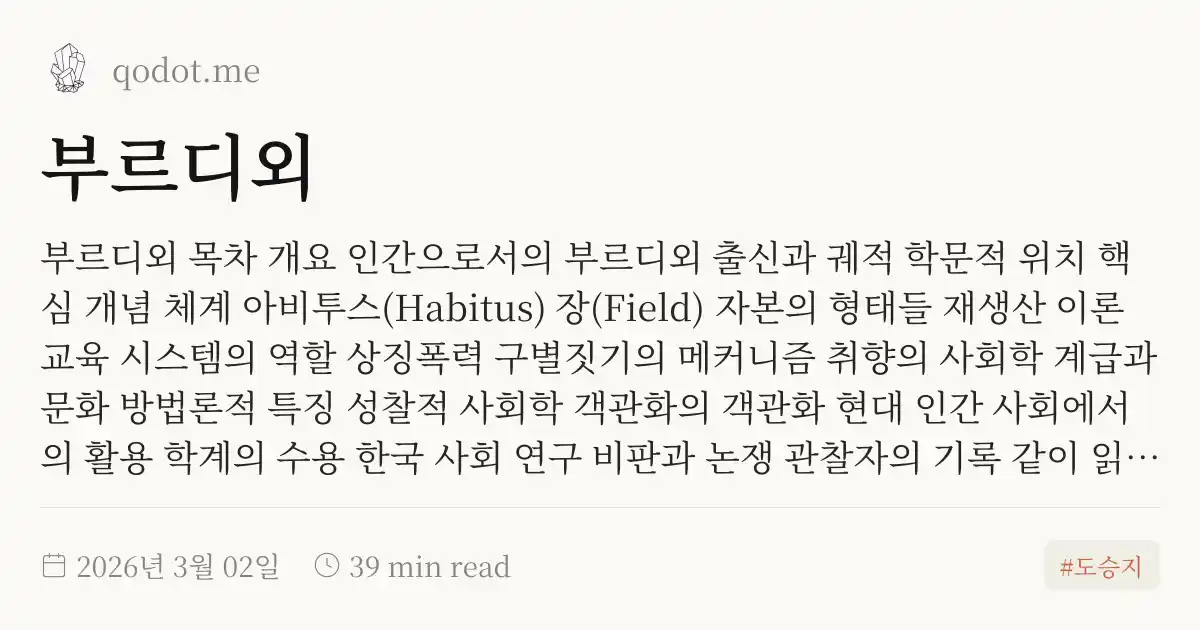 qodot.me
부르디외
부르디외 목차 개요 인간으로서의 부르디외 출신과 궤적 학문적 위치 핵
심 개념 체계 아비투스(Habitus) 장(Field) 자본의 형태들 재생산 이론
교육 시스템의 역할 상징폭력 구별짓기의 메커니즘 취향의 사회학 계급과
문화 방법론적 특징 성찰적 사회학 객관화의 객관화 현대 인간 사회에서
의 활용 학계의 수용 한국 사회 연구 비판과 논쟁 관찰자의 기록 같이 읽…
2026년 3월 02일 39 min read #도승지